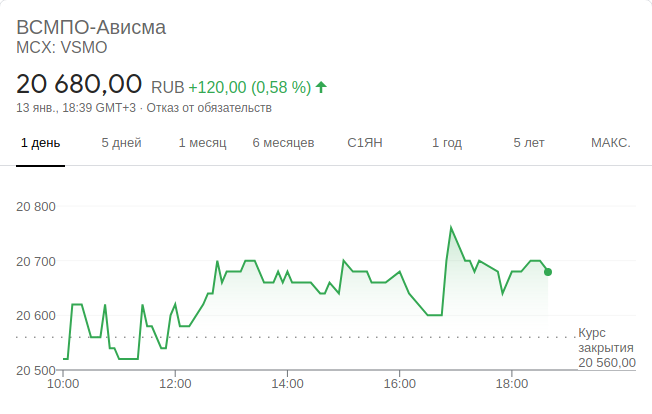 ВСМПО-Ависма
MCX: VSMO
20 680,00 RUB +120,00 (0,58 %)
13 янв., 18:39 GMT+3 · Отказ от обязательств
1 день 5 дней 1 месяц 6 месяцев С1ЯН 1 год 5 лет МАКС.
20 800
20 700
20 600
Курс
закрытия
20 560,00
20 500
10:00 12:00 14:00 16:00 18:00